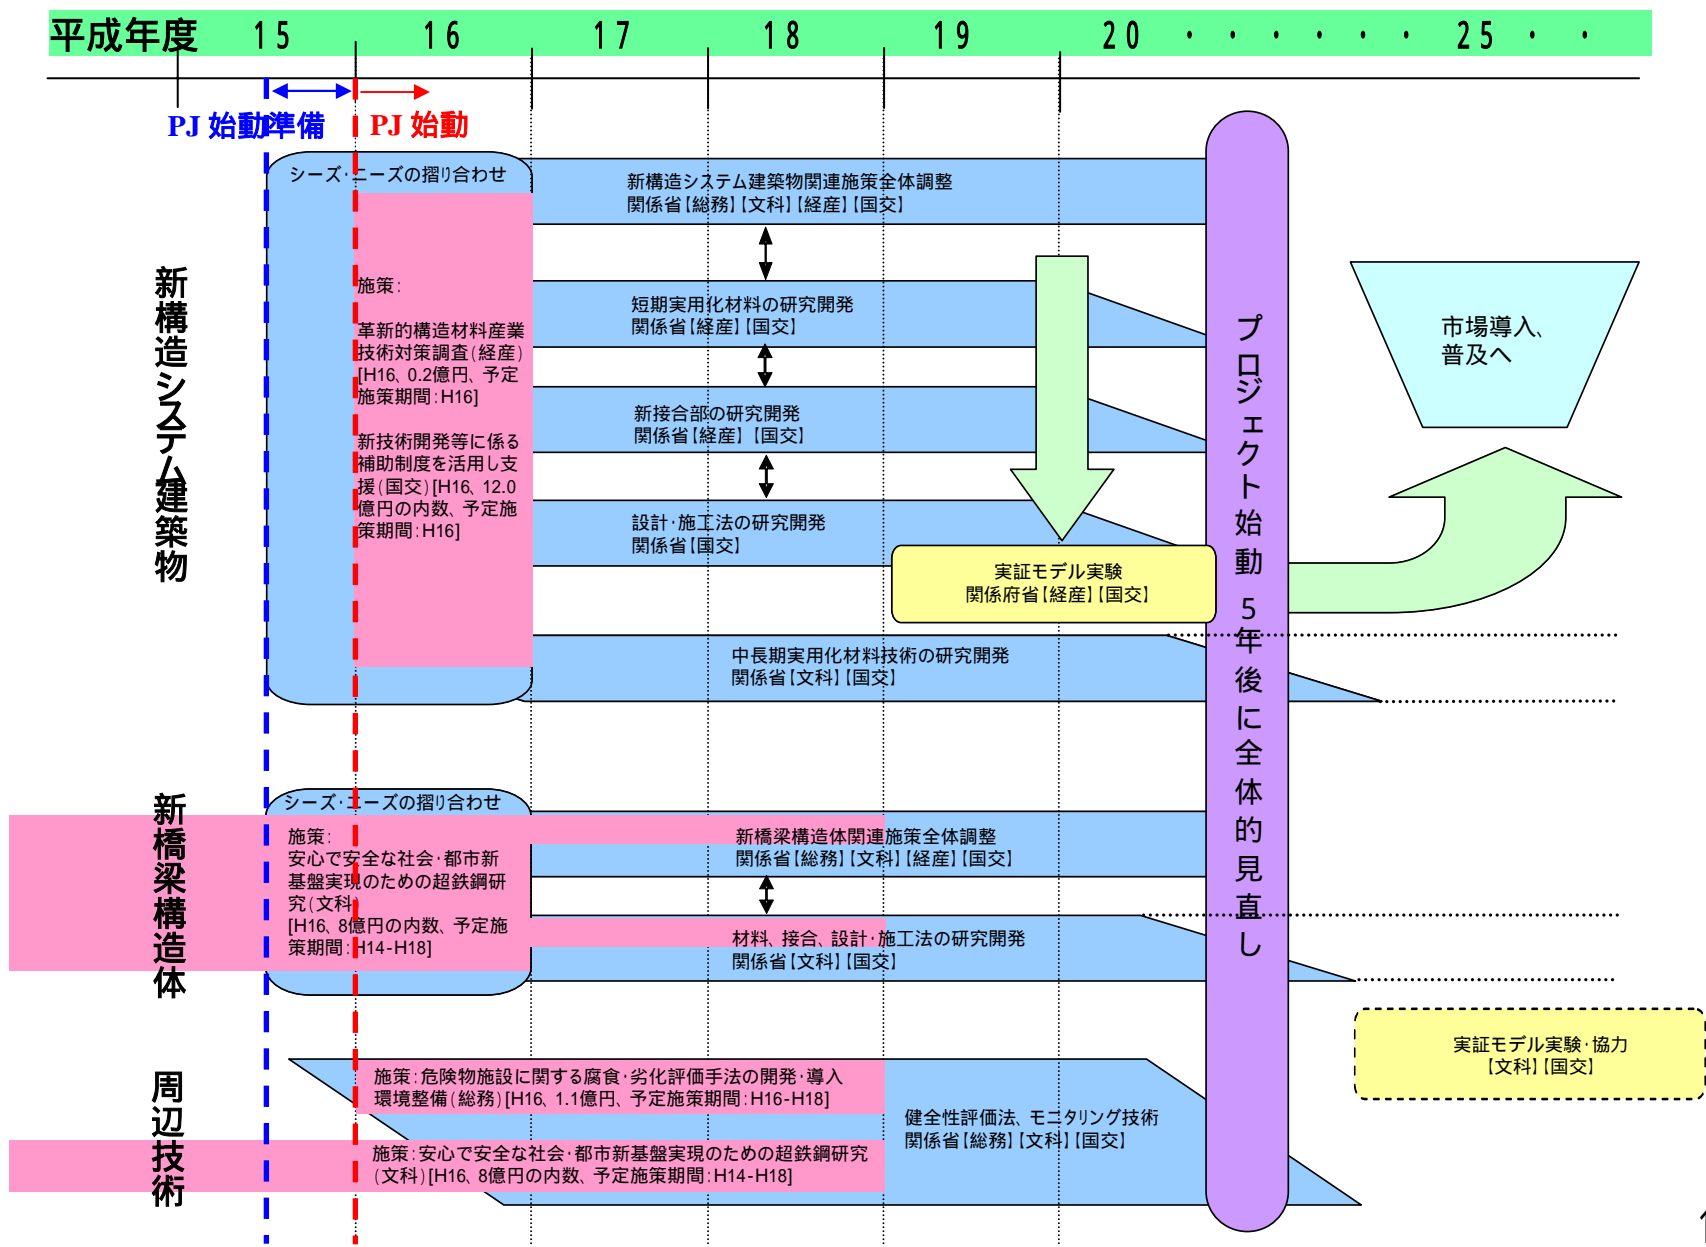 平成年度 15 16 17 18 19 20 ・ ・ ・ ・ ・ ・ 25 ・ ・
PJ 始動準備
PJ 始動
新構造システム建築物
シーズ・ニーズの摺り合わせ
施策:
革新的構造材料産業
技術対策調査(経産)
[H16、0.2億円、予定
施策期間:H16]
新技術開発等に係る
補助制度を活用し支
援(国交)[H16、12.0
億円の内数、予定施
策期間:H16]
新構造システム建築物関連施策全体調整
関係省【総務】【文科】【経産】【国交】
短期実用化材料の研究開発
関係省【経産】【国交】
新接合部の研究開発
関係省【経産】【国交】
設計・施工法の研究開発
関係省【国交】
実証モデル実験
関係府省【経産】【国交】
中長期実用化材料技術の研究開発
関係省【文科】【国交】
プロジェクト始動5年後に全体的見直し
市場導入、
普及へ
新橋梁構造体
シーズ・ニーズの摺り合わせ
施策:
安心で安全な社会・都市新
基盤実現のための超鉄鋼研
究(文科)
[H16、8億円の内数、予定施
策期間:H14-H18]
新橋梁構造体関連施策全体調整
関係省【総務】【文科】【経産】【国交】
材料、接合、設計・施工法の研究開発
関係省【文科】【国交】
実証モデル実験・協力
【文科】【国交】
周辺技術
施策:危険物施設に関する腐食・劣化評価手法の開発・導入
環境整備(総務)[H16、1.1億円、予定施策期間:H16-H18]
施策:安心で安全な社会・都市新基盤実現のための超鉄鋼研究
(文科)[H16、8億円の内数、予定施策期間:H14-H18]
健全性評価法、モニタリング技術
関係省【総務】【文科】【国交】